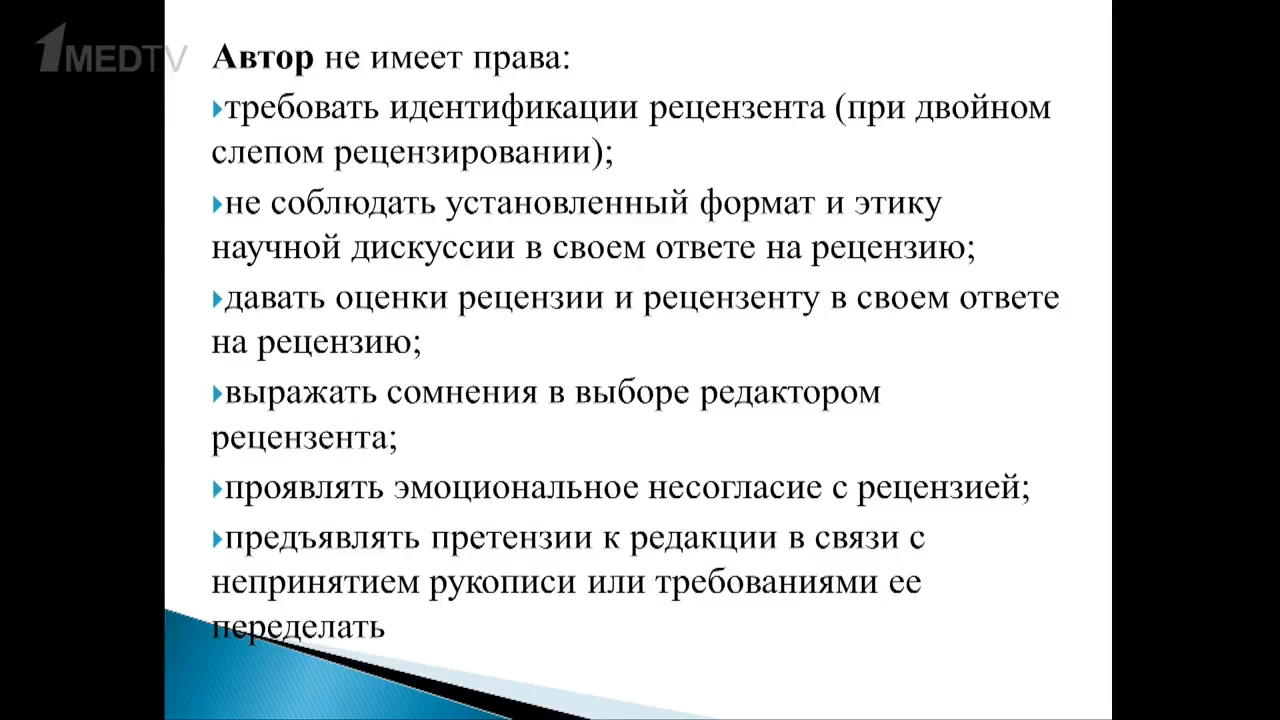 1MEDTV
Автор не имеет права:
требовать идентификации рецензента (при двойном
слепом рецензировании);
не соблюдать установленный формат и этику
научной дискуссии в своем ответе на рецензию;
давать оценки рецензии и рецензенту в своем ответе
на рецензию;
выражать сомнения в выборе редактором
рецензента;
проявлять эмоциональное несогласие с рецензией;
предъявлять претензии к редакции в связи с
непринятием рукописи или требованиями ее
переделать